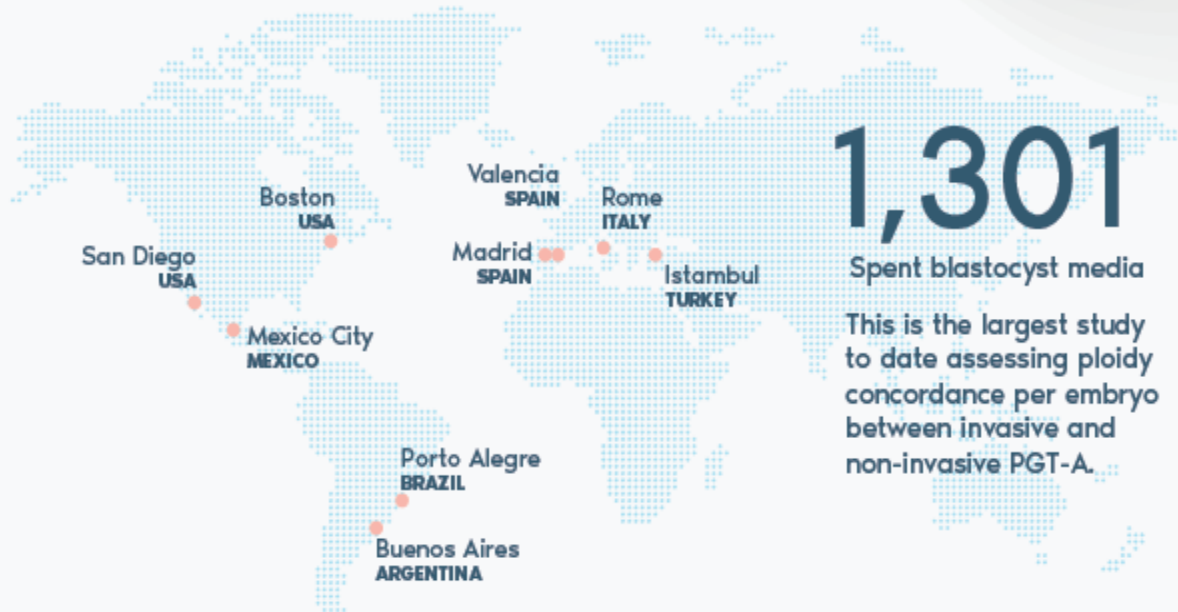 Valencia
SPAIN
Boston
USA
Rome
ITALY
San Diego
USA
Madrid
SPAIN
Istambul
TURKEY
Mexico City
MEXICO
Porto Alegre
BRAZIL
Buenos Aires
ARGENTINA
1,301
Spent blastocyst media
This is the largest study
to date assessing ploidy
concordance per embryo
between invasive and
non-invasive PGT-A.